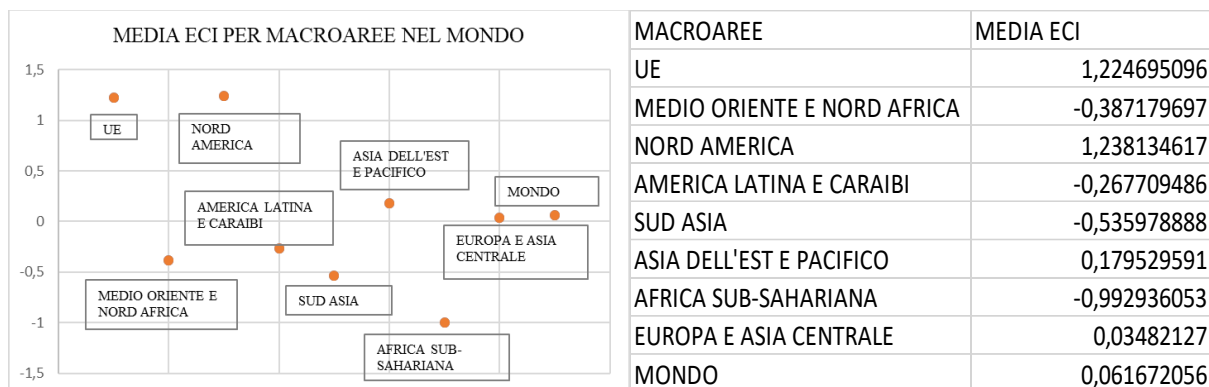 MEDIA ECI PER MACROAREE NEL MONDO
1,5
1
0,5
0
-0,5
-1
-1,5
UE
NORD
AMERICA
ASIA DELL'EST
E PACIFICO
MONDO
AMERICA LATINA
E CARAIBI
EUROPA E ASIA
CENTRALE
MEDIO ORIENTE E
NORD AFRICA
SUD ASIA
AFRICA SUB-
SAHARIANA
MACROAREE MEDIA ECI
UE 1,224695096
MEDIO ORIENTE E NORD AFRICA -0,387179697
NORD AMERICA 1,238134617
AMERICA LATINA E CARAIBI -0,267709486
SUD ASIA -0,535978888
ASIA DELL'EST E PACIFICO 0,179529591
AFRICA SUB-SAHARIANA -0,992936053
EUROPA E ASIA CENTRALE 0,03482127
MONDO 0,061672056